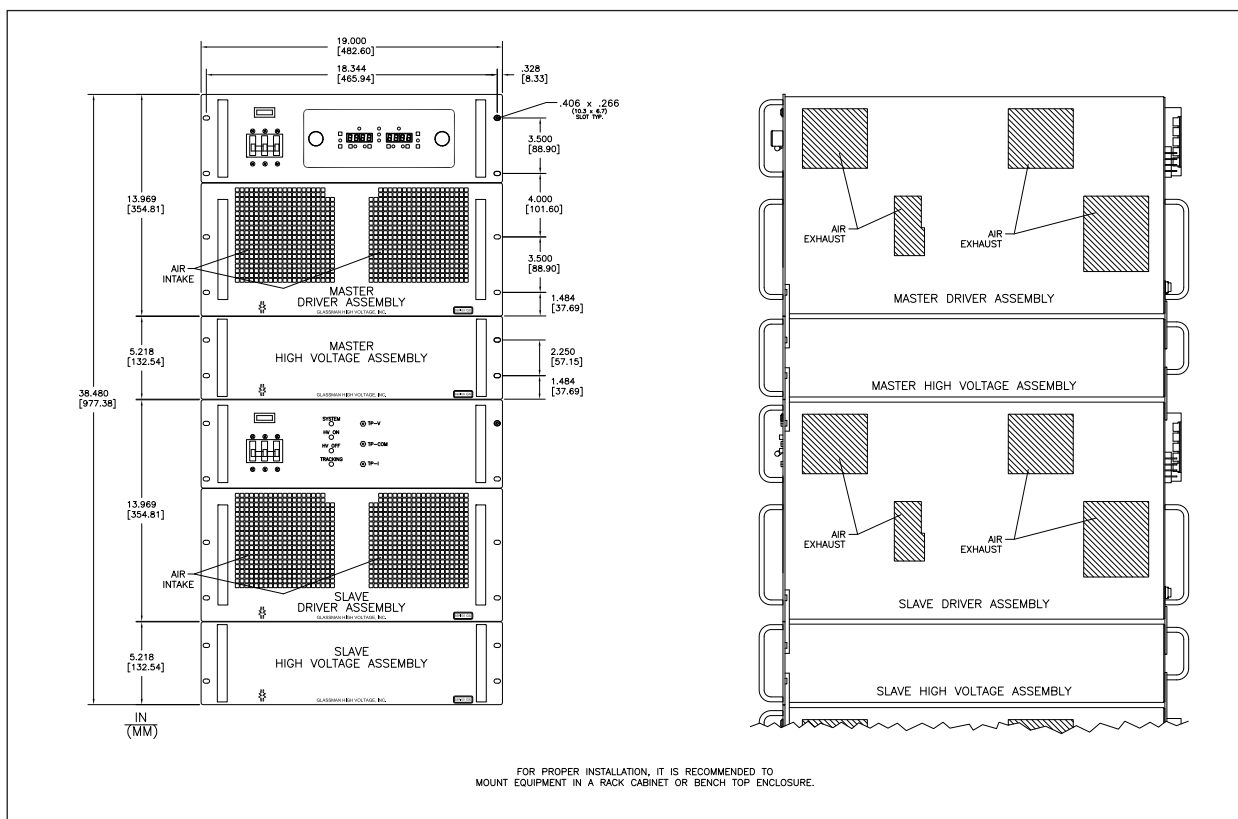 19.000
[482.60]
18.344
[465.94]
.328
[8.33]
.406 x .266
(10.3 x 6.7)
SLOT TYP.
3.500
[88.90]
13.969
[354.81]
4.000
[101.60]
3.500
[88.90]
AIR
INTAKE
MASTER
DRIVER ASSEMBLY
GLASSMAN HIGH VOLTAGE, INC.
1.484
[37.69]
5.218
[132.54]
MASTER
HIGH VOLTAGE ASSEMBLY
GLASSMAN HIGH VOLTAGE, INC.
2.250
[57.15]
1.484
[37.69]
38.480
[977.38]
SYSTEM
HV ON
HV OFF
TRACKING
TP-V
TP-COM
TP-I
13.969
[354.81]
AIR
INTAKE
SLAVE
DRIVER ASSEMBLY
GLASSMAN HIGH VOLTAGE, INC.
5.218
[132.54]
SLAVE
HIGH VOLTAGE ASSEMBLY
GLASSMAN HIGH VOLTAGE, INC.
IN
(MM)
AIR
EXHAUST
AIR
EXHAUST
MASTER DRIVER ASSEMBLY
MASTER HIGH VOLTAGE ASSEMBLY
AIR
EXHAUST
AIR
EXHAUST
SLAVE DRIVER ASSEMBLY
SLAVE HIGH VOLTAGE ASSEMBLY
FOR PROPER INSTALLATION, IT IS RECOMMENDED TO
MOUNT EQUIPMENT IN A RACK CABINET OR BENCH TOP ENCLOSURE.